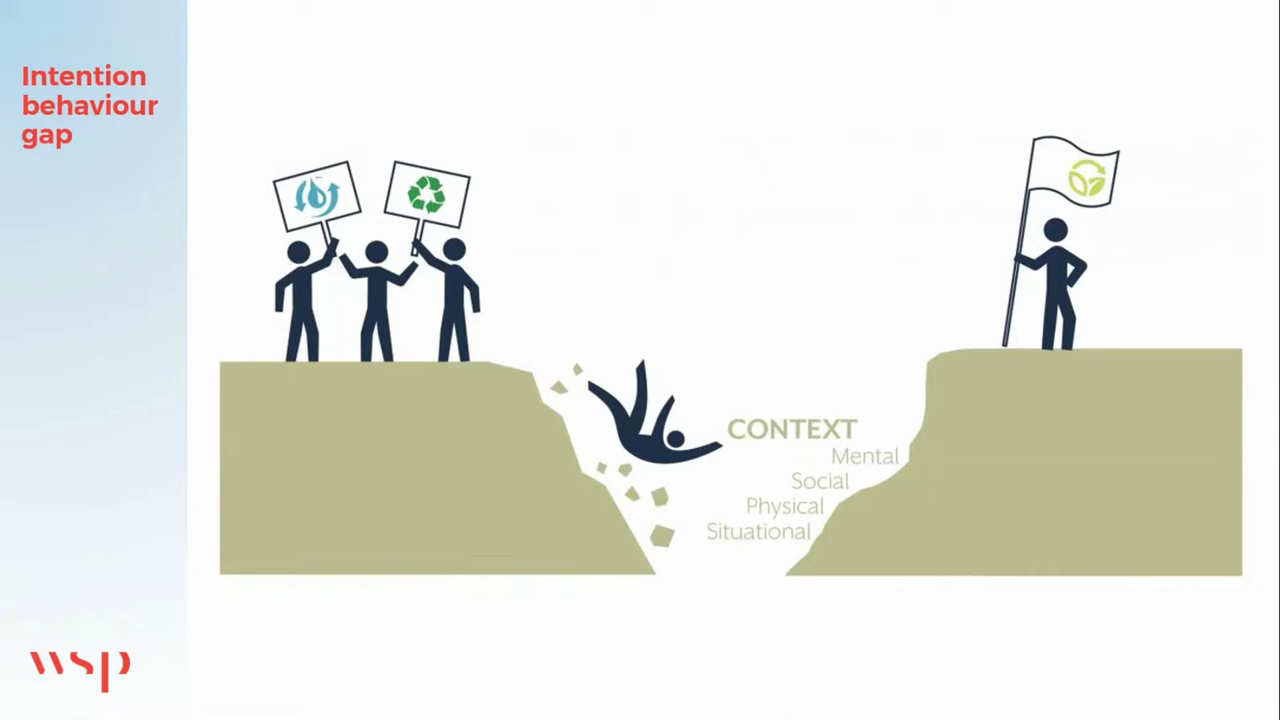 Intention
behaviour
gap
CONTEXT
Mental
Social
Physical
Situational
wsp